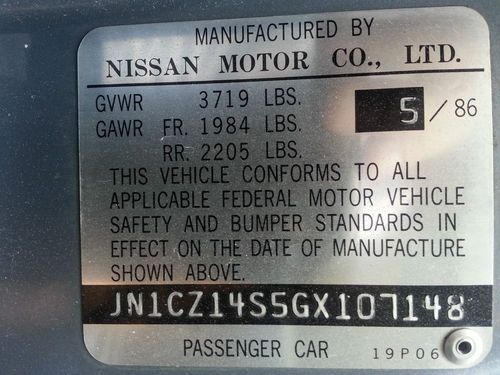 MANUFACTURED BY
NISSAN MOTOR CO., LTD.
GVWR 3719 LBS.
GAWR FR. 1984 LBS. 5 / 86
RR. 2205 LBS.
THIS VEHICLE CONFORMS TO ALL
APPLICABLE FEDERAL MOTOR VEHICLE
SAFETY AND BUMPER STANDARDS IN
EFFECT ON THE DATE OF MANUFACTURE
SHOWN ABOVE.
JN1CZ14S5GX107148
PASSENGER CAR 19P06